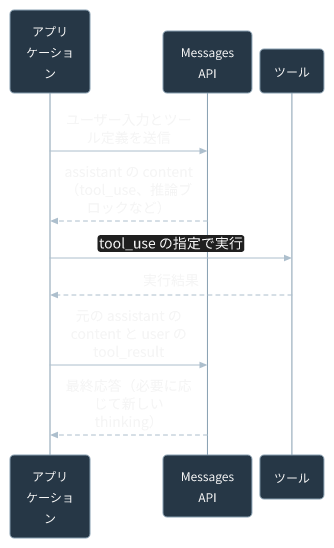 アプリ
ケーショ
ン
Messages
API
ツール
ユーザー入力とツー
ル定義を送信
assistant の content
（tool_use、推論ブ
ロックなど）
tool_use の指定で実行
実行結果
元の assistant の
content と user の
tool_result
最終応答（必要に応
じて新しい
thinking）
アプリ
ケーショ
ン
Messages
API
ツール